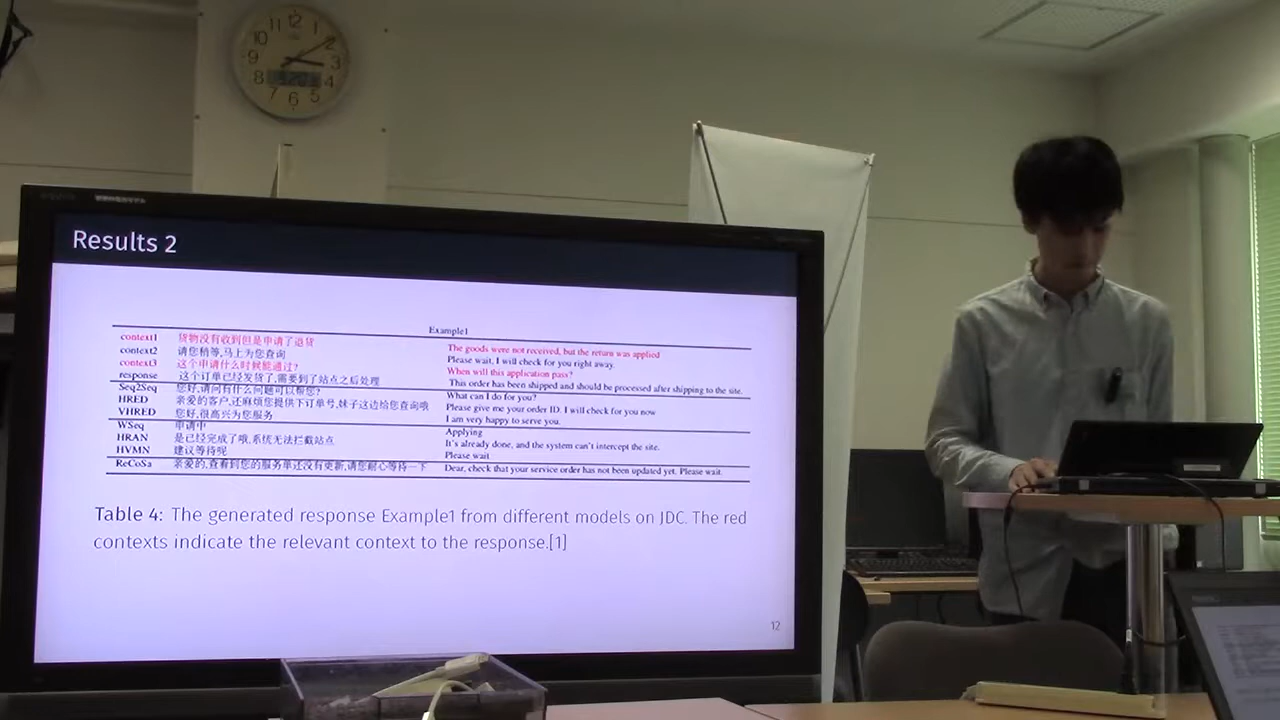 12
11
10
9
8
7
6
5
4
3
2
Results 2
Example1
context1 货物没有收到但是申请了退货 The goods were not received, but the return was applied
context2 请您稍等,马上为您查询 Please wait, I will check for you right away.
context3 这个申请什么时候能通过? When will this application pass?
response 这个订单已经发货了,需要到了站点之后处理 This order has been shipped and should be processed after shipping to the site.
Seq2Seq 您好,请问有什么问题可以帮您? What can I do for you?
HRED 亲爱的客户,还麻烦您提供下订单号,妹子这边给您查询哦 Please give me your order ID. I will check for you now
VHRED 您好,很高兴为您服务 I am very happy to serve you.
WSeq 申请中 Applying
HRAN 是已经完成了哦,系统无法拦截站点 It's already done, and the system can't intercept the site.
HVMN 建议等待呢 Please wait
ReCoSa 亲爱的,查看到您的服务单还没有更新,请您耐心等待一下 Dear, check that your service order has not been updated yet. Please wait.
Table 4: The generated response Example1 from different models on JDC. The red
contexts indicate the relevant context to the response.[1]
12